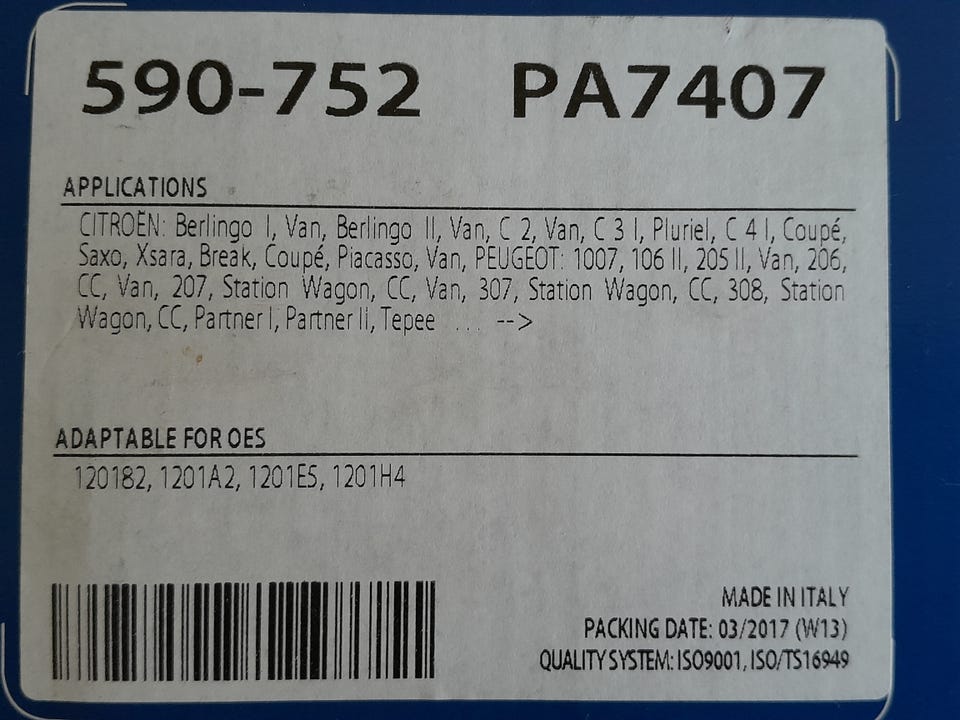 590-752 PA7407
APPLICATIONS
CITROËN: Berlingo I, Van, Berlingo II, Van, C 2, Van, C 3 I, Pluriel, C 4 I, Coupé,
Saxo, Xsara, Break, Coupé, Piacasso, Van, PEUGEOT: 1007, 106 II, 205 II, Van, 206,
CC, Van, 207, Station Wagon, CC, Van, 307, Station Wagon, CC, 308, Station
Wagon, CC, Partner I, Partner II, Tepee ... -->
ADAPTABLE FOR OES
120182, 1201A2, 1201E5, 1201H4
MADE IN ITALY
PACKING DATE: 03/2017 (W13)
QUALITY SYSTEM: ISO9001, ISO/TS16949